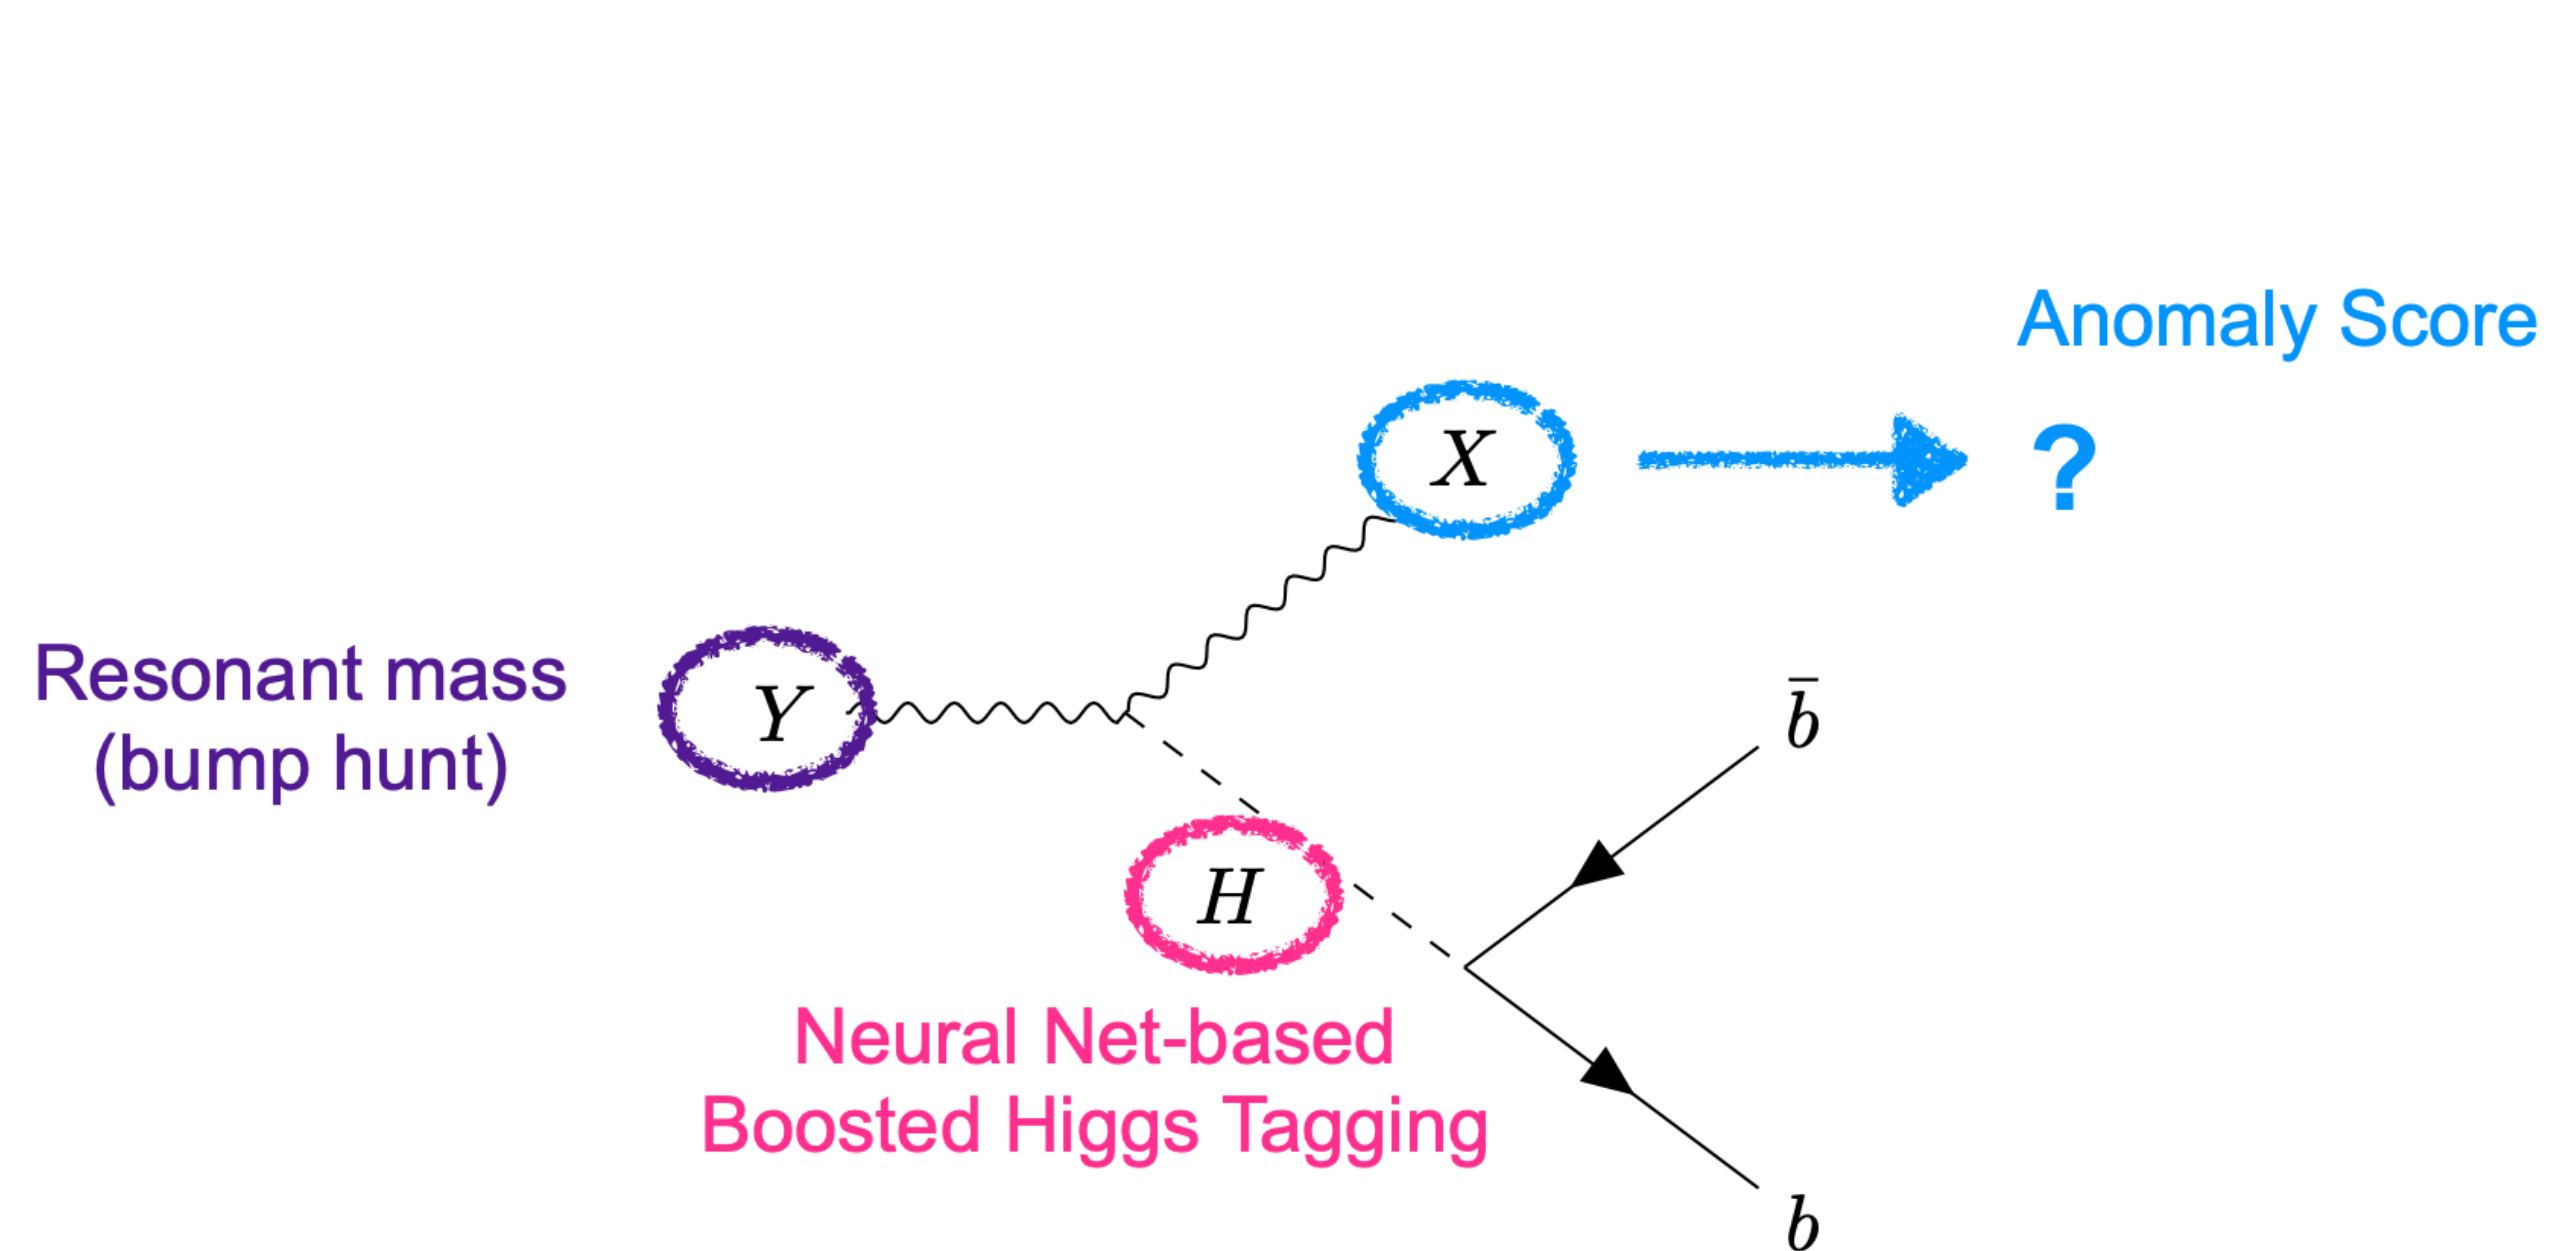 Anomaly Score
X
?
Resonant mass
(bump hunt)
Y
b̄
H
Neural Net-based
Boosted Higgs Tagging
b